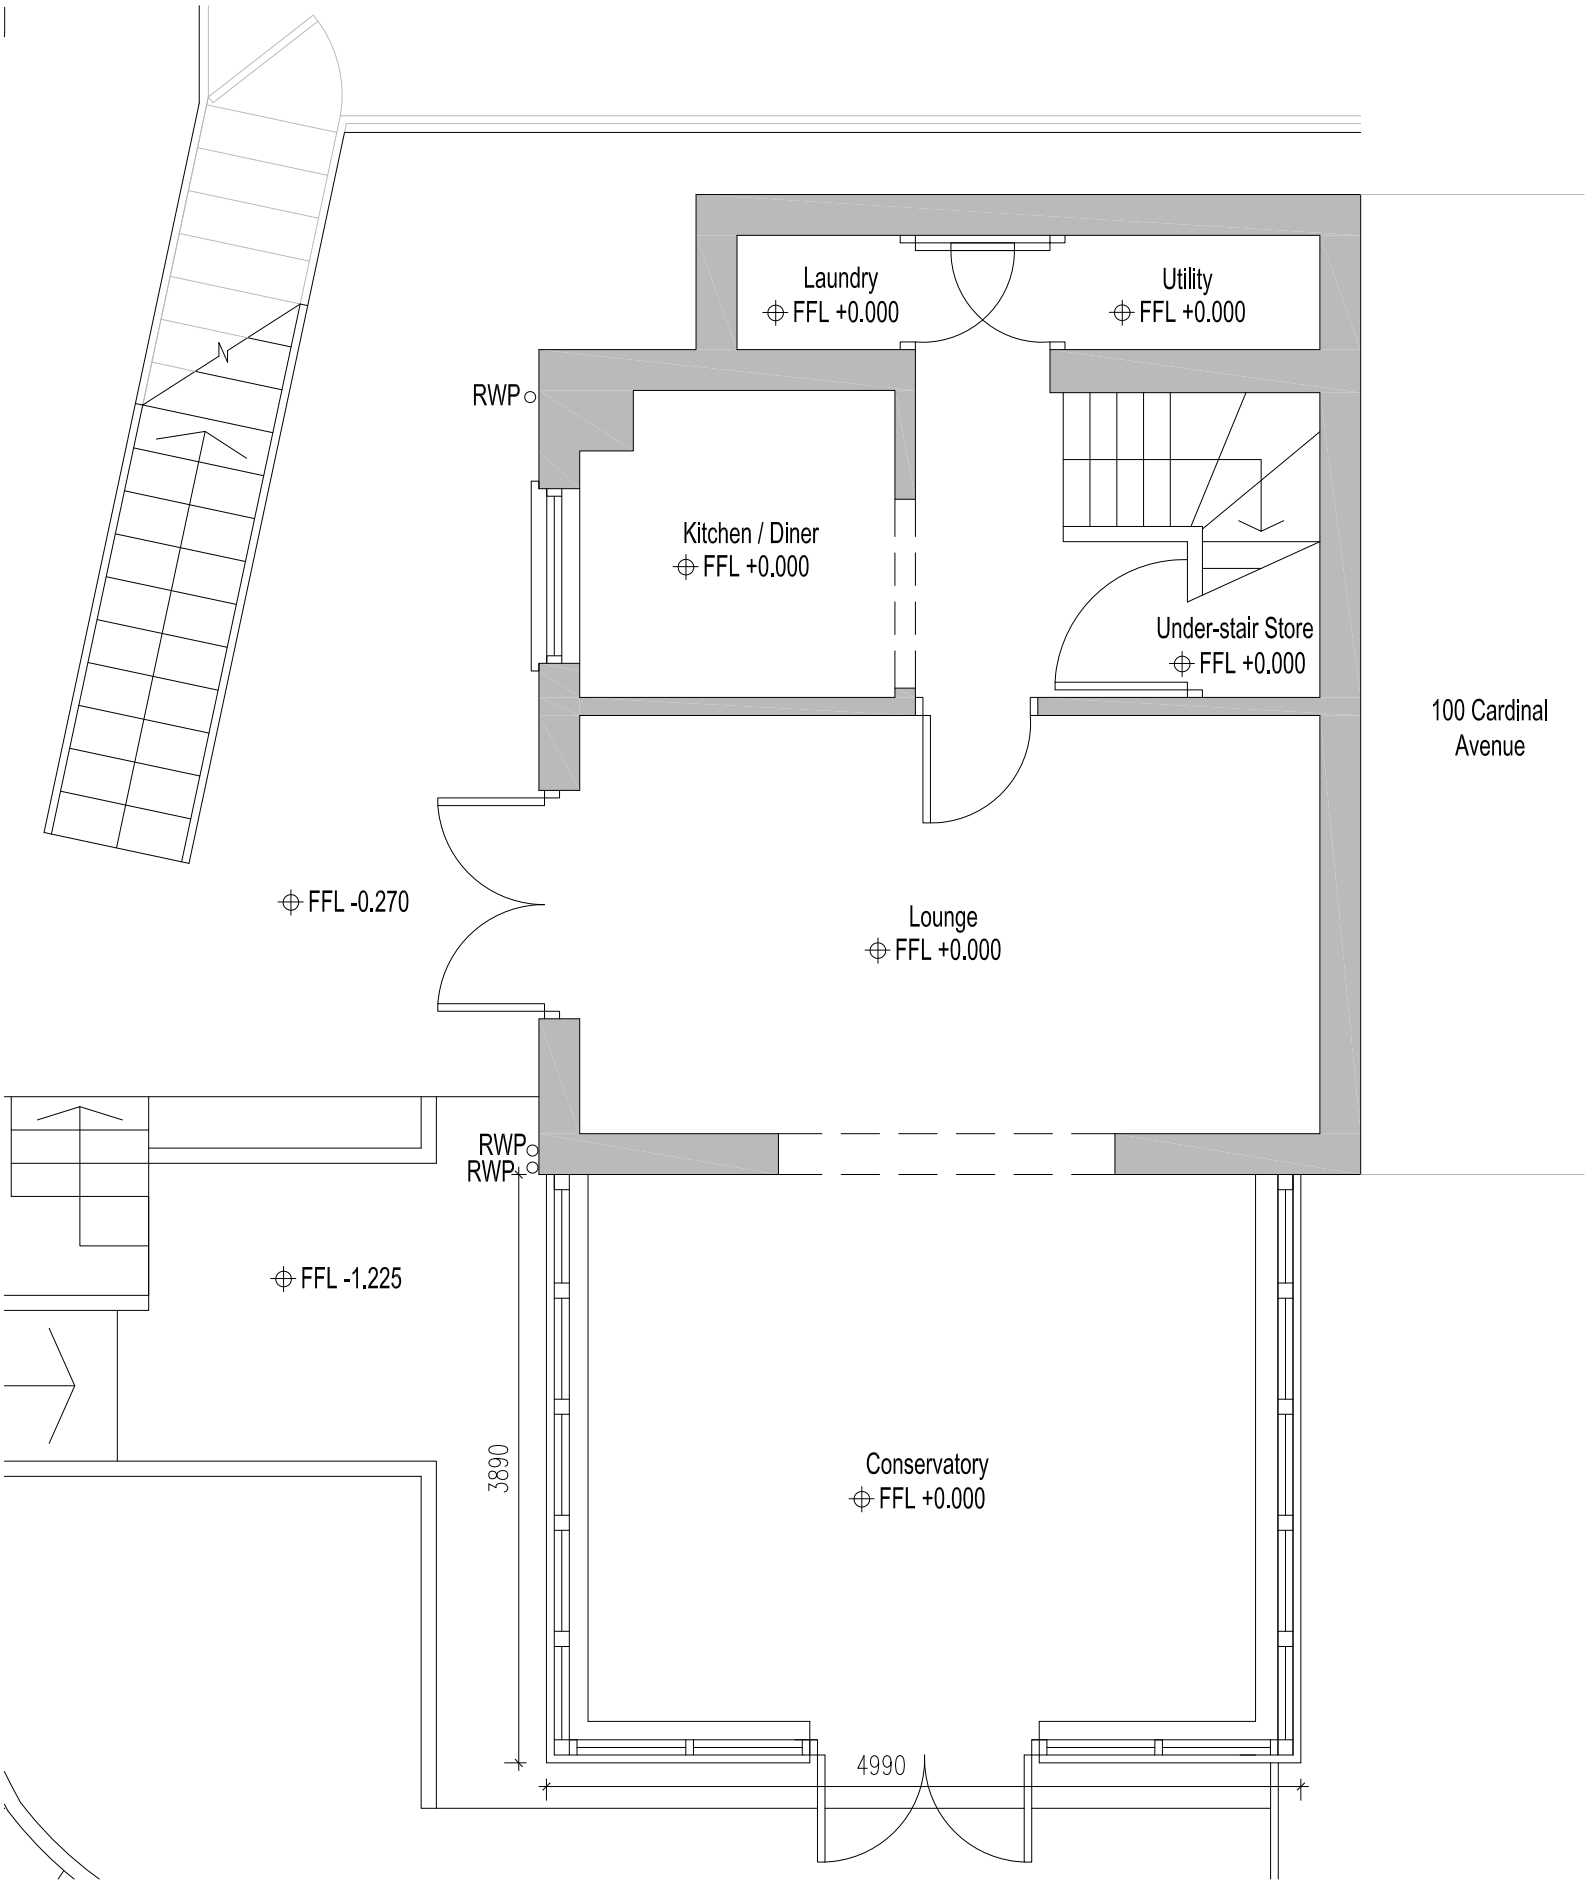 Laundry
FFL +0.000
Utility
FFL +0.000
RWP
Kitchen / Diner
FFL +0.000
Under-stair Store
FFL +0.000
100 Cardinal
Avenue
FFL -0.270
Lounge
FFL +0.000
RWP
RWP
FFL -1.225
3890
Conservatory
FFL +0.000
4990